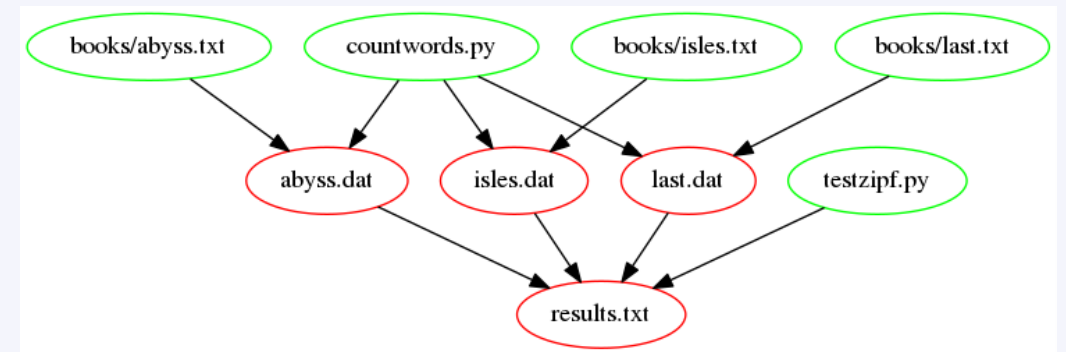 books/abyss.txt
countwords.py
books/isles.txt
books/last.txt
abyss.dat
isles.dat
last.dat
testzipf.py
results.txt